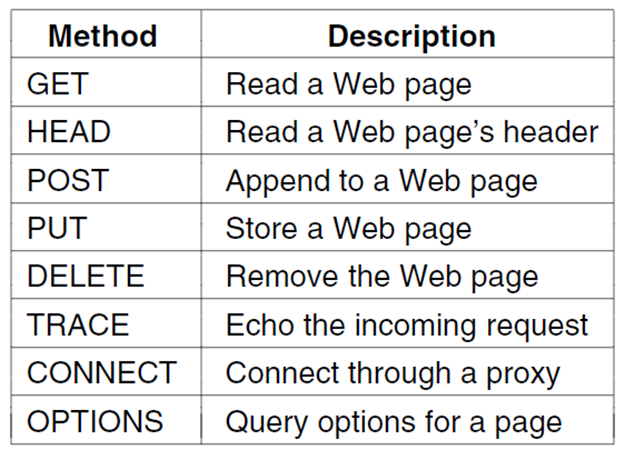 Method Description
GET Read a Web page
HEAD Read a Web page's header
POST Append to a Web page
PUT Store a Web page
DELETE Remove the Web page
TRACE Echo the incoming request
CONNECT Connect through a proxy
OPTIONS Query options for a page